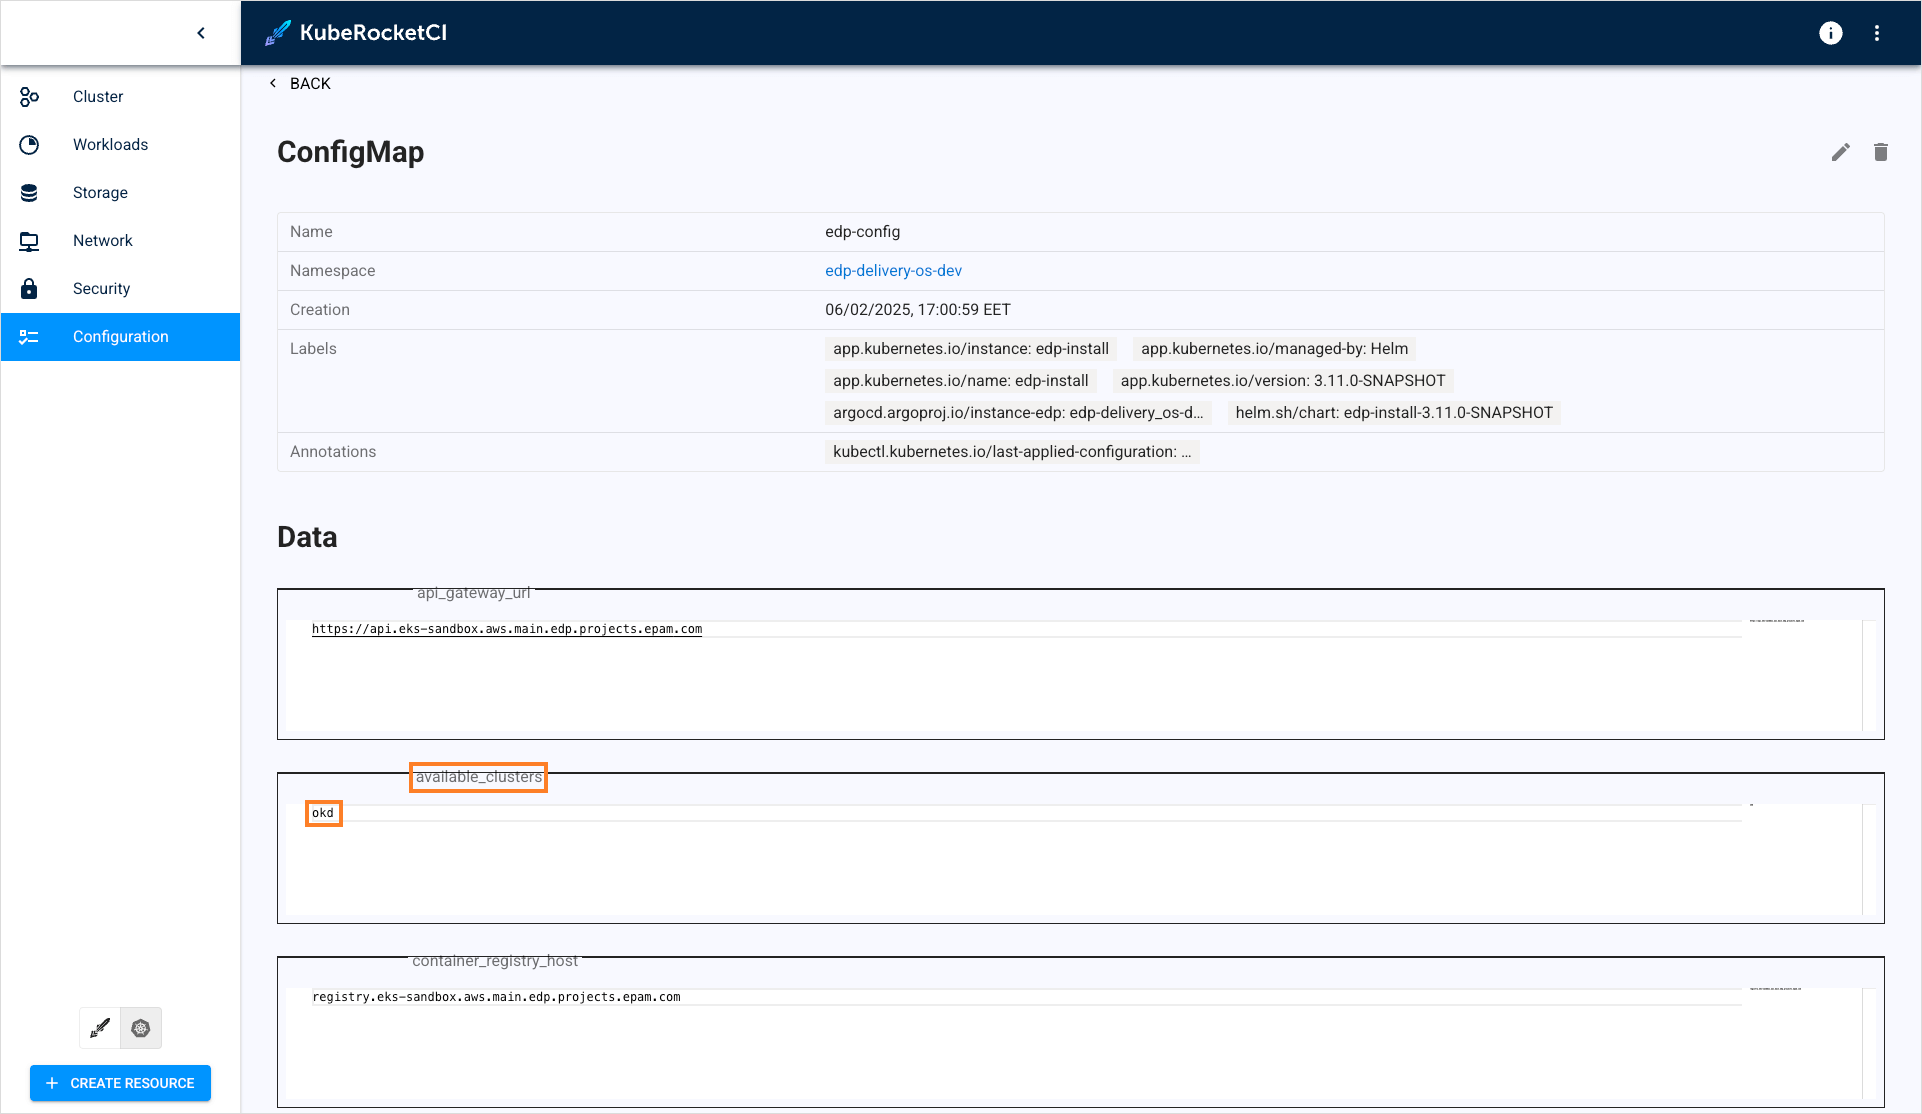 KubeRocketCI
BACK
Cluster
Workloads
Storage
Network
Security
Configuration
CREATE RESOURCE
ConfigMap
Name edp-config
Namespace edp-delivery-os-dev
Creation 06/02/2025, 17:00:59 EET
Labels app.kubernetes.io/instance: edp-install app.kubernetes.io/managed-by: Helm
app.kubernetes.io/name: edp-install app.kubernetes.io/version: 3.11.0-SNAPSHOT
argocd.argoproj.io/instance-edp: edp-delivery_os-d... helm.sh/chart: edp-install-3.11.0-SNAPSHOT
Annotations kubectl.kubernetes.io/last-applied-configuration: ...
Data
api_gateway_url
https://api.eks-sandbox.aws.main.edp.projects.epam.com
available_clusters
okd
container_registry_host
registry.eks-sandbox.aws.main.edp.projects.epam.com